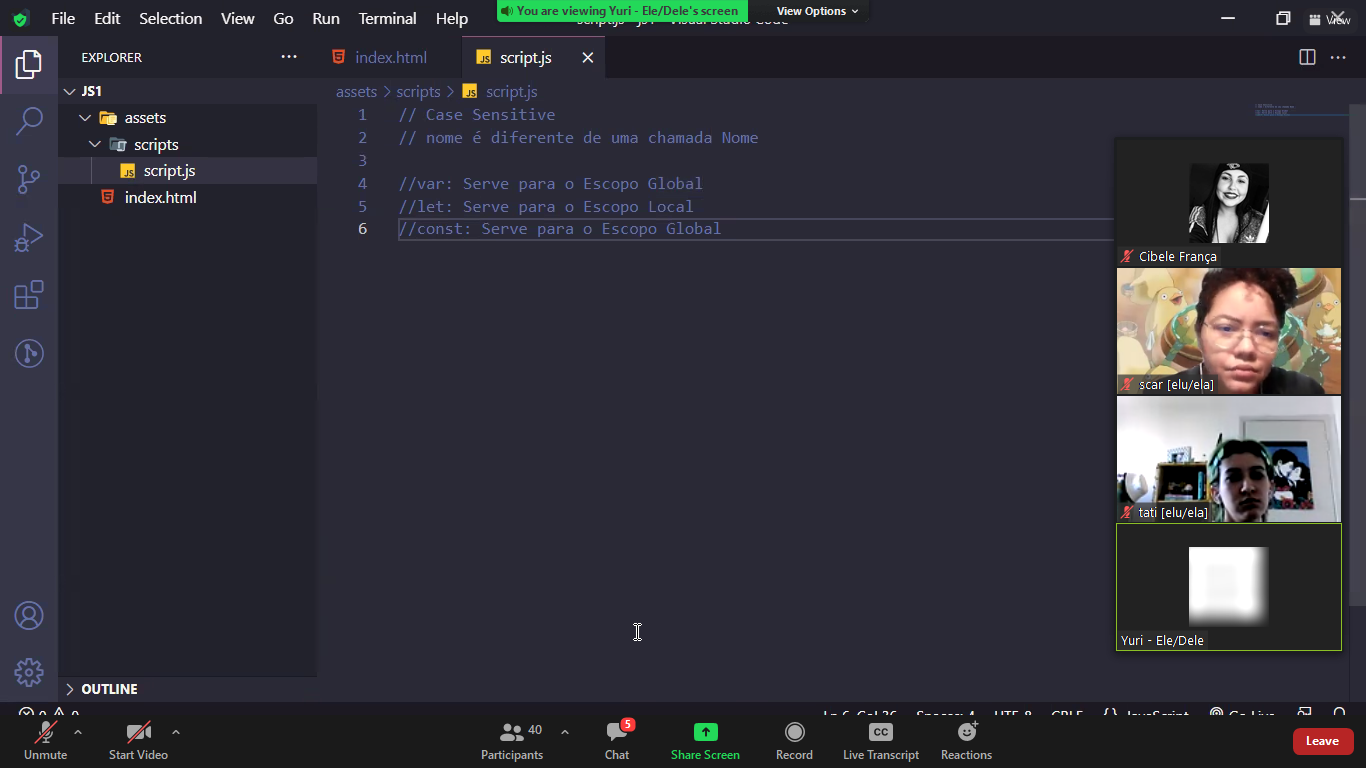 File Edit Selection View Go Run Terminal Help
You are viewing Yuri - Ele/Dele's screen
View Options
View
EXPLORER
index.html
script.js
JS1
assets
scripts
script.js
index.html
assets > scripts > JS script.js
1 // Case Sensitive
2 // nome é diferente de uma chamada Nome
3
4 //var: Serve para o Escopo Global
5 //let: Serve para o Escopo Local
6 //const: Serve para o Escopo Global
Cibele França
scar [elu/ela]
tati [elu/ela]
Yuri - Ele/Dele
OUTLINE
Unmute
Start Video
Participants 40
Chat 5
Share Screen
Record
CC Live Transcript
Reactions
Leave